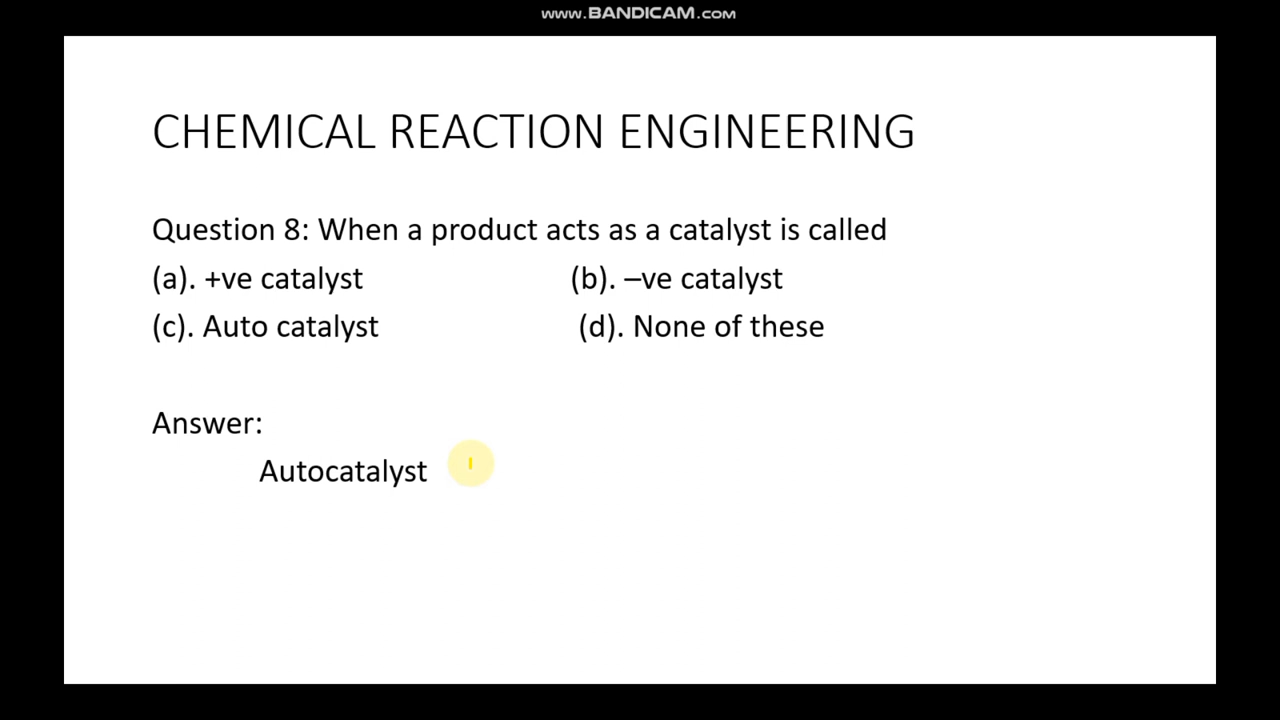 www.BANDICAM.com
CHEMICAL REACTION ENGINEERING
Question 8: When a product acts as a catalyst is called
(a). +ve catalyst (b). –ve catalyst
(c). Auto catalyst (d). None of these
Answer:
Autocatalyst